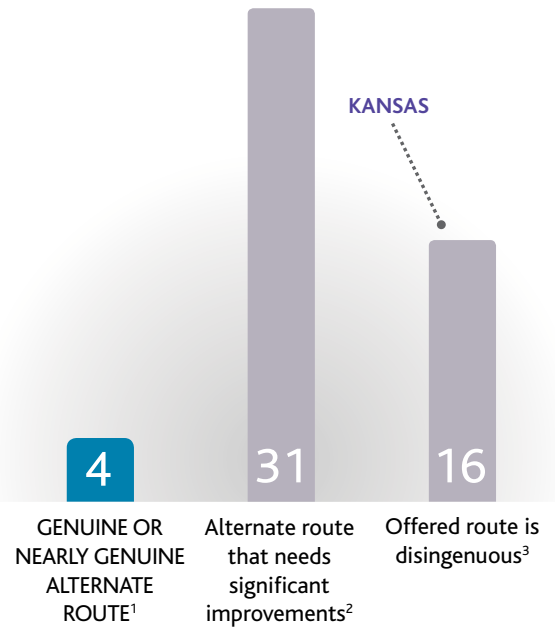 KANSAS
4
31
16
GENUINE OR
NEARLY GENUINE
ALTERNATE
ROUTE¹
Alternate route
that needs
significant
improvements²
Offered route is
disingenuous³